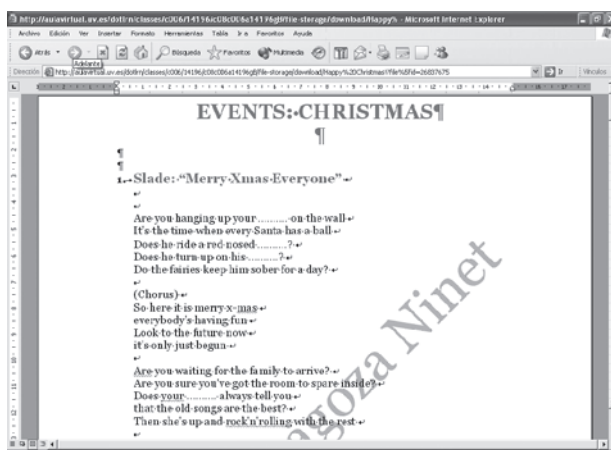 http://aulavirtual.uv.es/dotlrn/classes/c006/14196/c08c006a14196gB/file-storage/download/Happy% - Microsoft Internet Explorer
Archivo Edición Ver Insertar Formato Herramientas Tabla Ir a Favoritos Ayuda
Atrás Búsqueda Favoritos Multimedia
Adelante
Dirección Ir Vínculos
EVENTS: CHRISTMAS
1. Slade: “Merry Xmas Everyone”
Are you hanging up your .......... on the wall
It's the time when every Santa has a ball
Does he ride a red nosed ..........?
Does he turn up on his ..........?
Do the fairies keep him sober for a day?
(Chorus)
So here it is merry x-mas
everybody's having fun
Look to the future now
it's only just begun
Are you waiting for the family to arrive?
Are you sure you've got the room to spare inside?
Does your .......... always tell you
that the old songs are the best?
Then she's up and rock'n'rolling with the rest
agoza Ninet